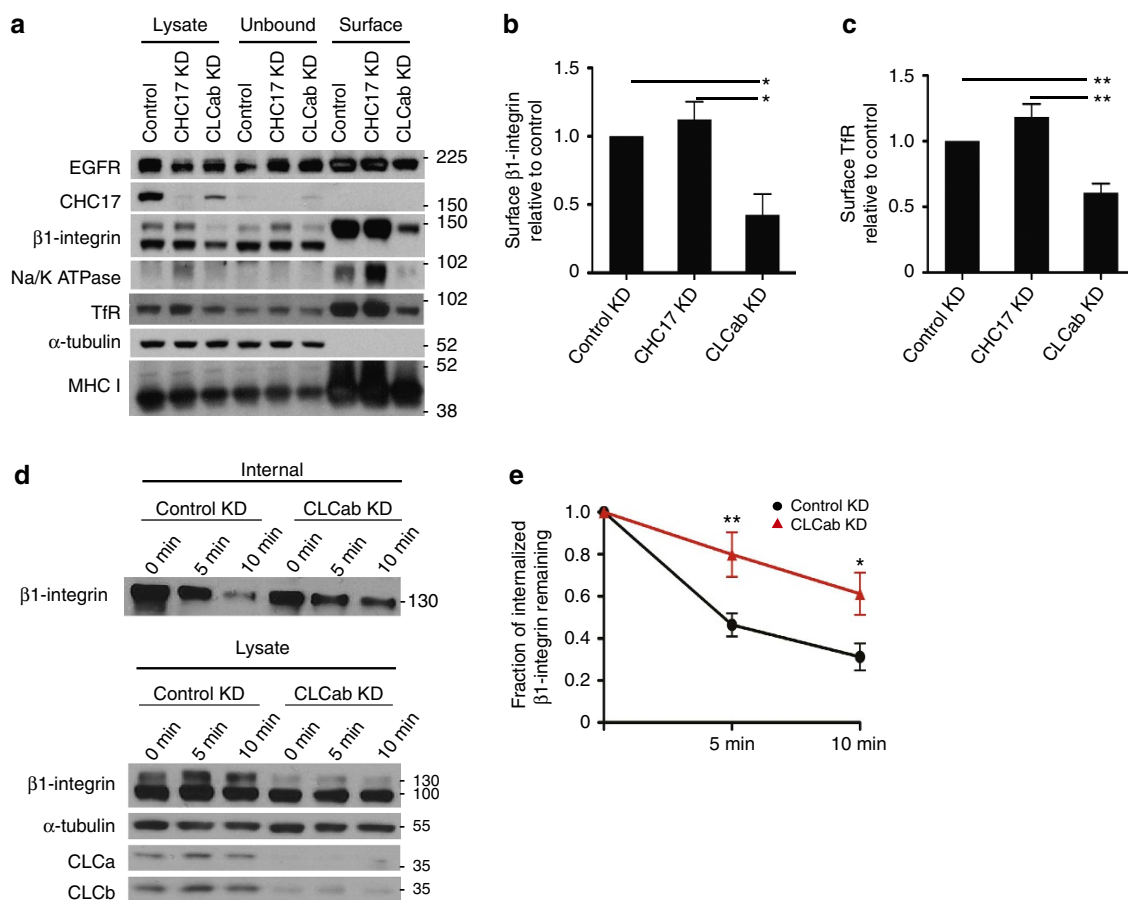 a
Lysate Unbound Surface
Control CHC17 KD CLCab KD Control CHC17 KD CLCab KD Control CHC17 KD CLCab KD
EGFR
225
CHC17
150
β1-integrin
150
Na/K ATPase
102
TfR
102
α-tubulin
52
MHC I
52
38
b
Surface β1-integrin
relative to control
1.5
1.0
0.5
0
*
*
Control KD CHC17 KD CLCab KD
c
Surface TfR
relative to control
1.5
1.0
0.5
0
**
**
Control KD CHC17 KD CLCab KD
d
Internal
Control KD CLCab KD
0 min 5 min 10 min 0 min 5 min 10 min
β1-integrin
130
Lysate
Control KD CLCab KD
0 min 5 min 10 min 0 min 5 min 10 min
β1-integrin
130
100
α-tubulin
55
CLCa
35
CLCb
35
e
Fraction of internalized
β1-integrin remaining
1.0
0.8
0.6
0.4
0.2
0
Control KD
CLCab KD
**
*
5 min 10 min